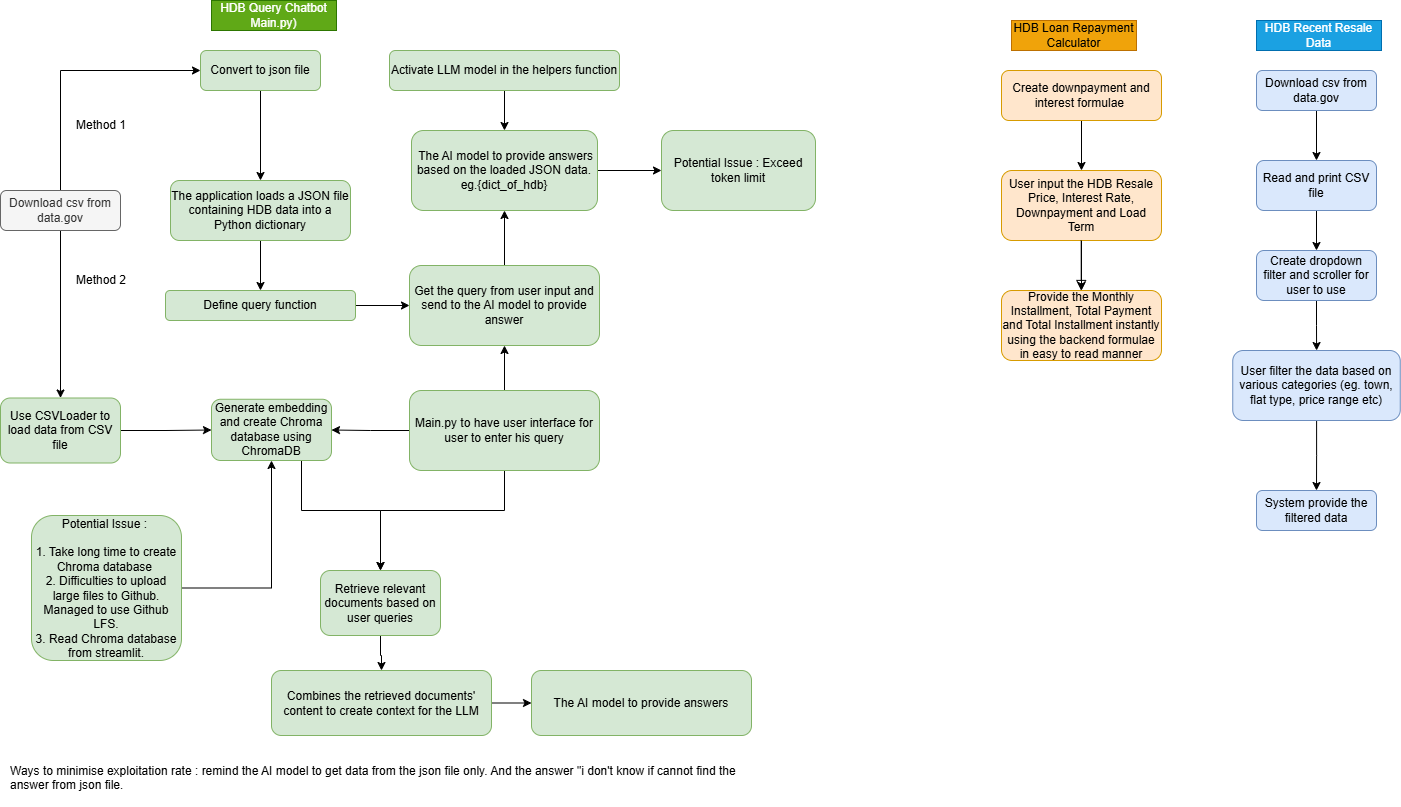 HDB Query Chatbot
Main.py)
Convert to json file
Activate LLM model in the helpers function
Method 1
The AI model to provide answers
based on the loaded JSON data.
eg.{dict_of_hdb}
Potential Issue : Exceed
token limit
Download csv from
data.gov
The application loads a JSON file
containing HDB data into a
Python dictionary
Method 2
Define query function
Get the query from user input and
send to the AI model to provide
answer
Use CSVLoader to
load data from CSV
file
Generate embedding
and create Chroma
database using
ChromaDB
Main.py to have user interface for
user to enter his query
Potential Issue :
1. Take long time to create
Chroma database
2. Difficulties to upload
large files to Github.
Managed to use Github
LFS.
3. Read Chroma database
from streamlit.
Retrieve relevant
documents based on
user queries
Combines the retrieved documents'
content to create context for the LLM
The AI model to provide answers
Ways to minimise exploitation rate : remind the AI model to get data from the json file only. And the answer "i don't know if cannot find the
answer from json file.
HDB Loan Repayment
Calculator
Create downpayment and
interest formulae
User input the HDB Resale
Price, Interest Rate,
Downpayment and Load
Term
Provide the Monthly
Installment, Total Payment
and Total Installment instantly
using the backend formulae
in easy to read manner
HDB Recent Resale
Data
Download csv from
data.gov
Read and print CSV
file
Create dropdown
filter and scroller for
user to use
User filter the data based on
various categories (eg. town,
flat type, price range etc)
System provide the
filtered data